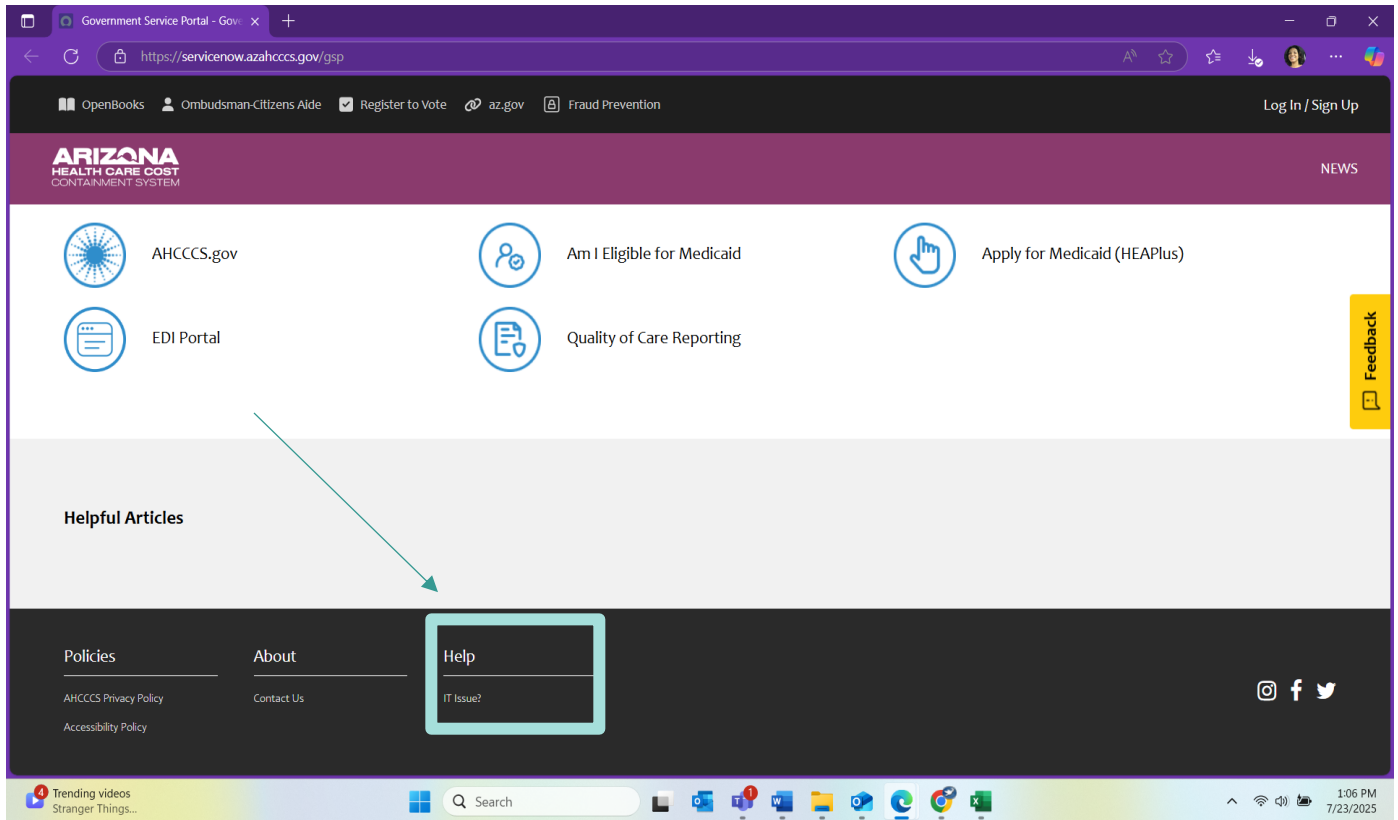 Government Service Portal - Gove
https://servicenow.azahcccs.gov/gsp
OpenBooks Ombudsman-Citizens Aide Register to Vote az.gov Fraud Prevention Log In / Sign Up
ARIZONA
HEALTH CARE COST
CONTAINMENT SYSTEM
NEWS
AHCCCS.gov Am I Eligible for Medicaid Apply for Medicaid (HEAPlus)
EDI Portal Quality of Care Reporting
Feedback
Helpful Articles
Policies About Help
AHCCCS Privacy Policy Contact Us IT Issue?
Accessibility Policy
4 Trending videos
Stranger Things...
Search
1
1:06 PM
7/23/2025